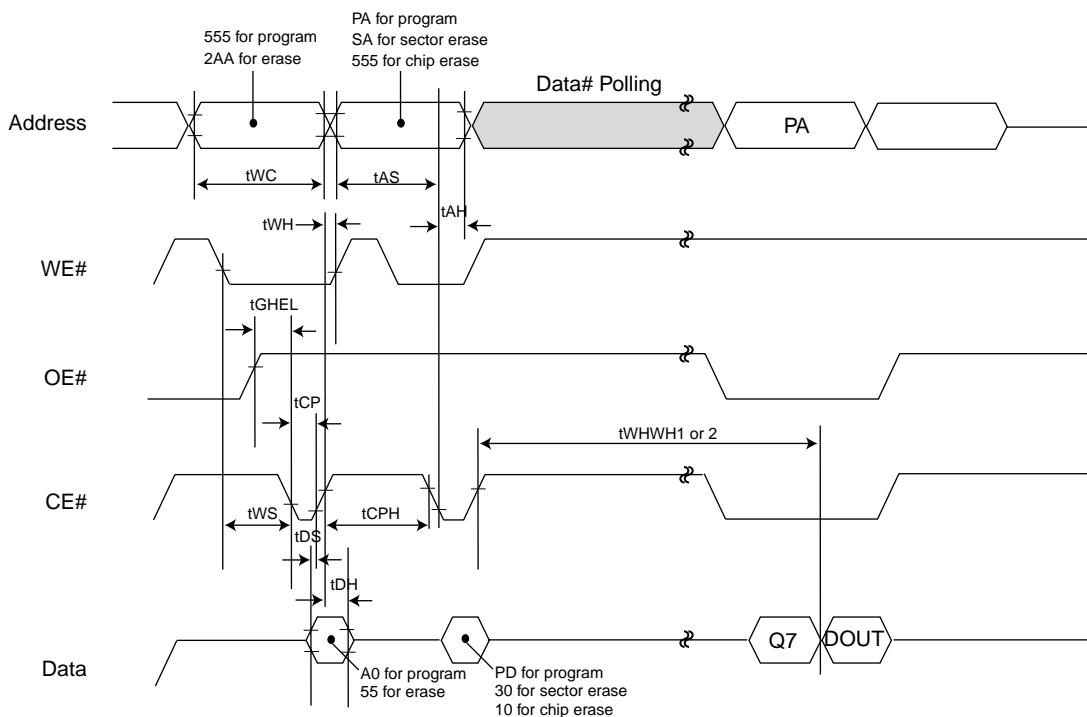 555 for program
2AA for erase
PA for program
SA for sector erase
555 for chip erase
Data# Polling
Address
PA
tWC
tAS
tAH
tWH
WE#
tGHEL
OE#
tCP
tWHWH1 or 2
CE#
tWS
tCPH
tDS
tDH
Data
Q7
DOUT
A0 for program
55 for erase
PD for program
30 for sector erase
10 for chip erase